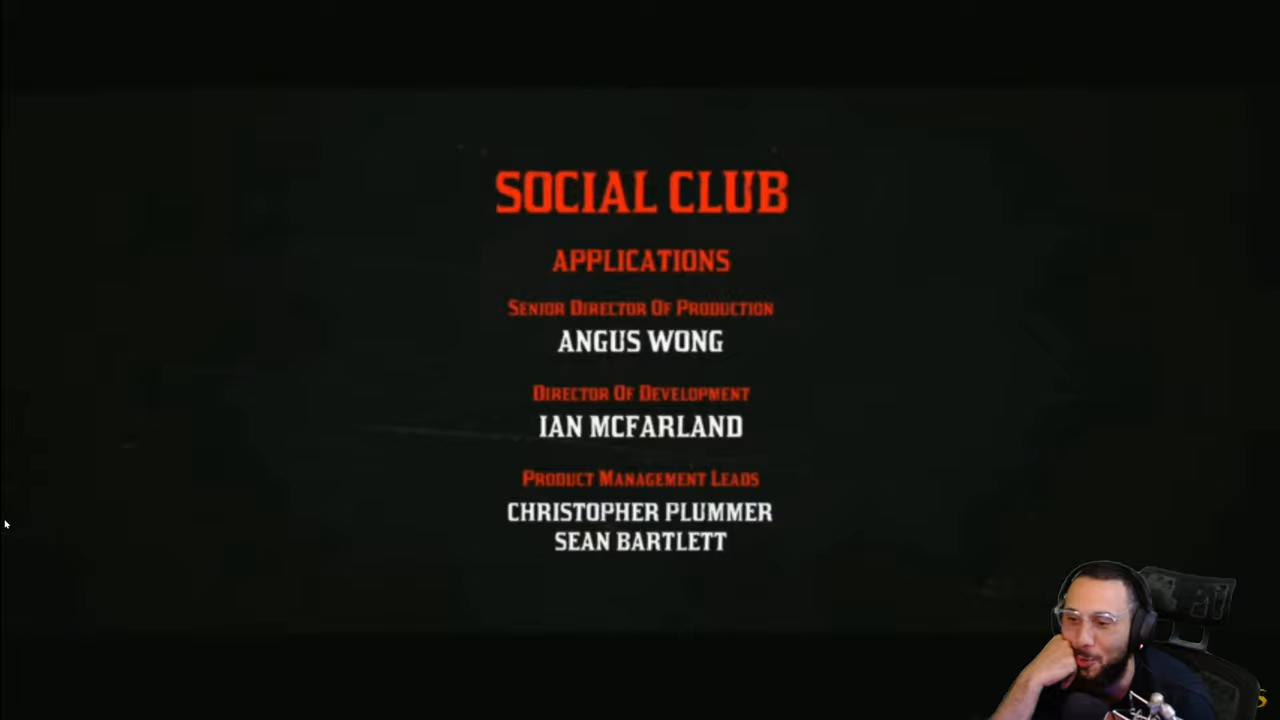 SOCIAL CLUB
APPLICATIONS
SENIOR DIRECTOR OF PRODUCTION
ANGUS WONG
DIRECTOR OF DEVELOPMENT
IAN MCFARLAND
PRODUCT MANAGEMENT LEADS
CHRISTOPHER PLUMMER
SEAN BARTLETT